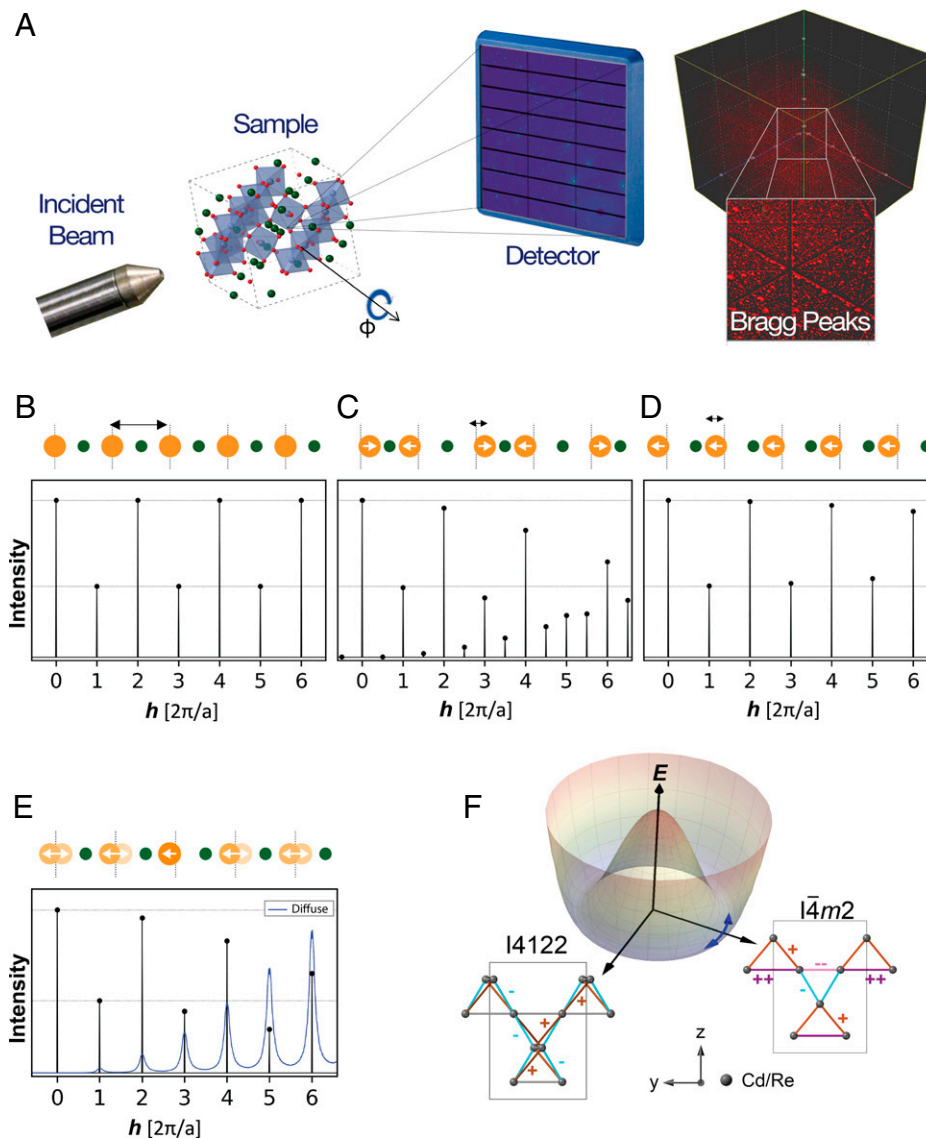 A
Sample
Incident
Beam
Φ
Detector
Bragg Peaks
B
C
D
Intensity
0 1 2 3 4 5 6
h [2π/a]
0 1 2 3 4 5 6
h [2π/a]
0 1 2 3 4 5 6
h [2π/a]
E
Diffuse
Intensity
0 1 2 3 4 5 6
h [2π/a]
F
E
I4122
- -
+ +
- -
+ +
I4̅m2
+
++ -- ++
-
+
z
y
Cd/Re